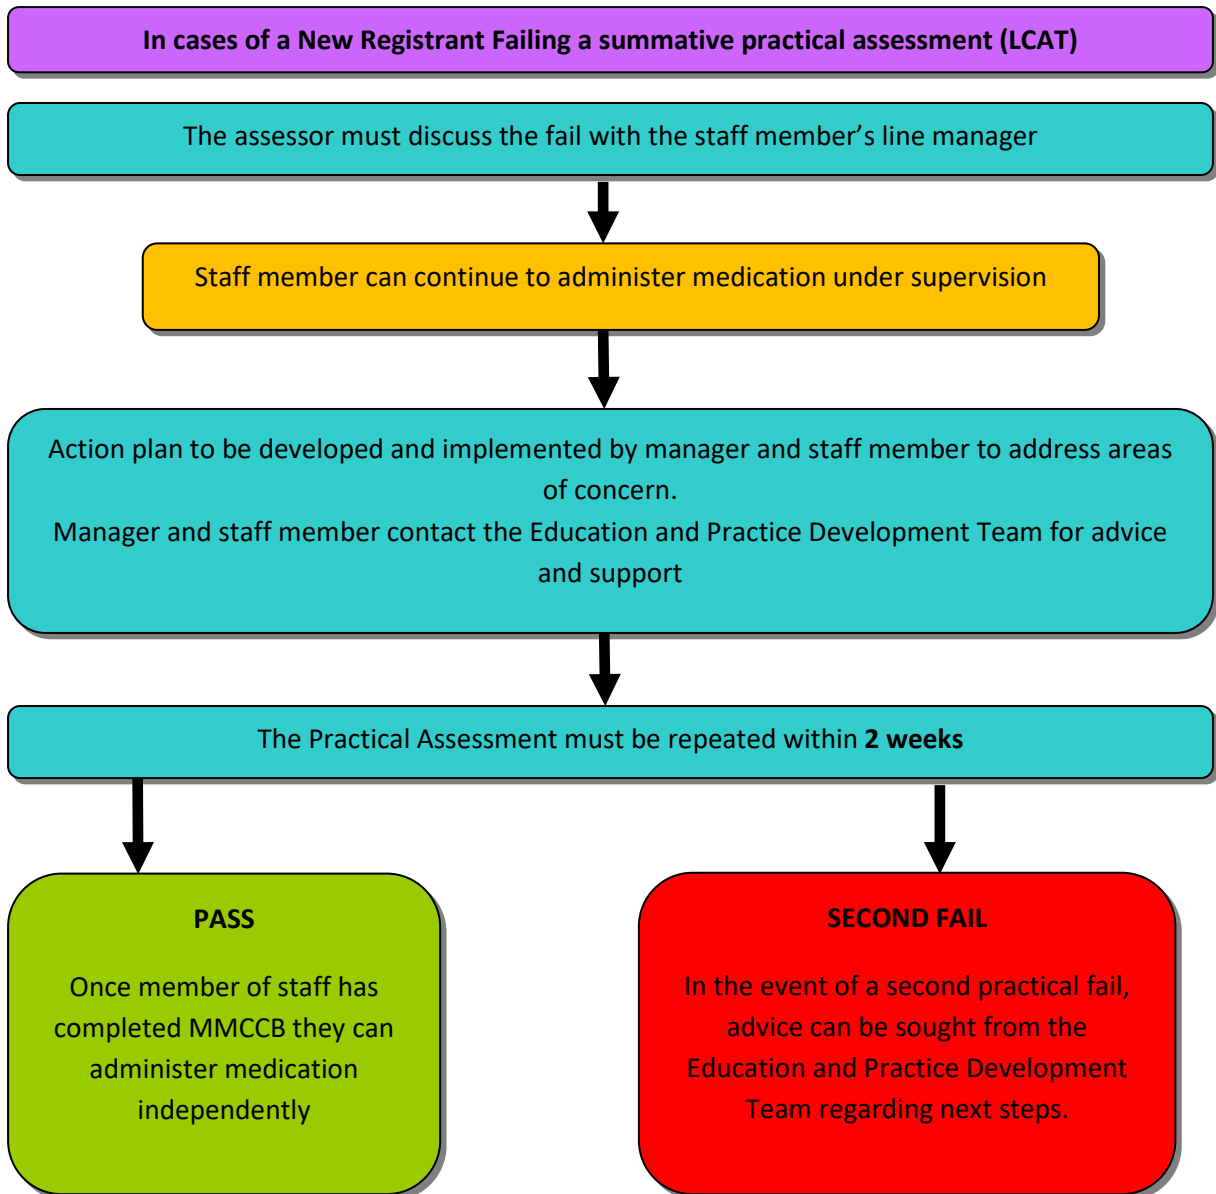 In cases of a New Registrant Failing a summative practical assessment (LCAT)
The assessor must discuss the fail with the staff member’s line manager
Staff member can continue to administer medication under supervision
Action plan to be developed and implemented by manager and staff member to address areas
of concern.
Manager and staff member contact the Education and Practice Development Team for advice
and support
The Practical Assessment must be repeated within 2 weeks
PASS
Once member of staff has
completed MMCCB they can
administer medication
independently
SECOND FAIL
In the event of a second practical fail,
advice can be sought from the
Education and Practice Development
Team regarding next steps.